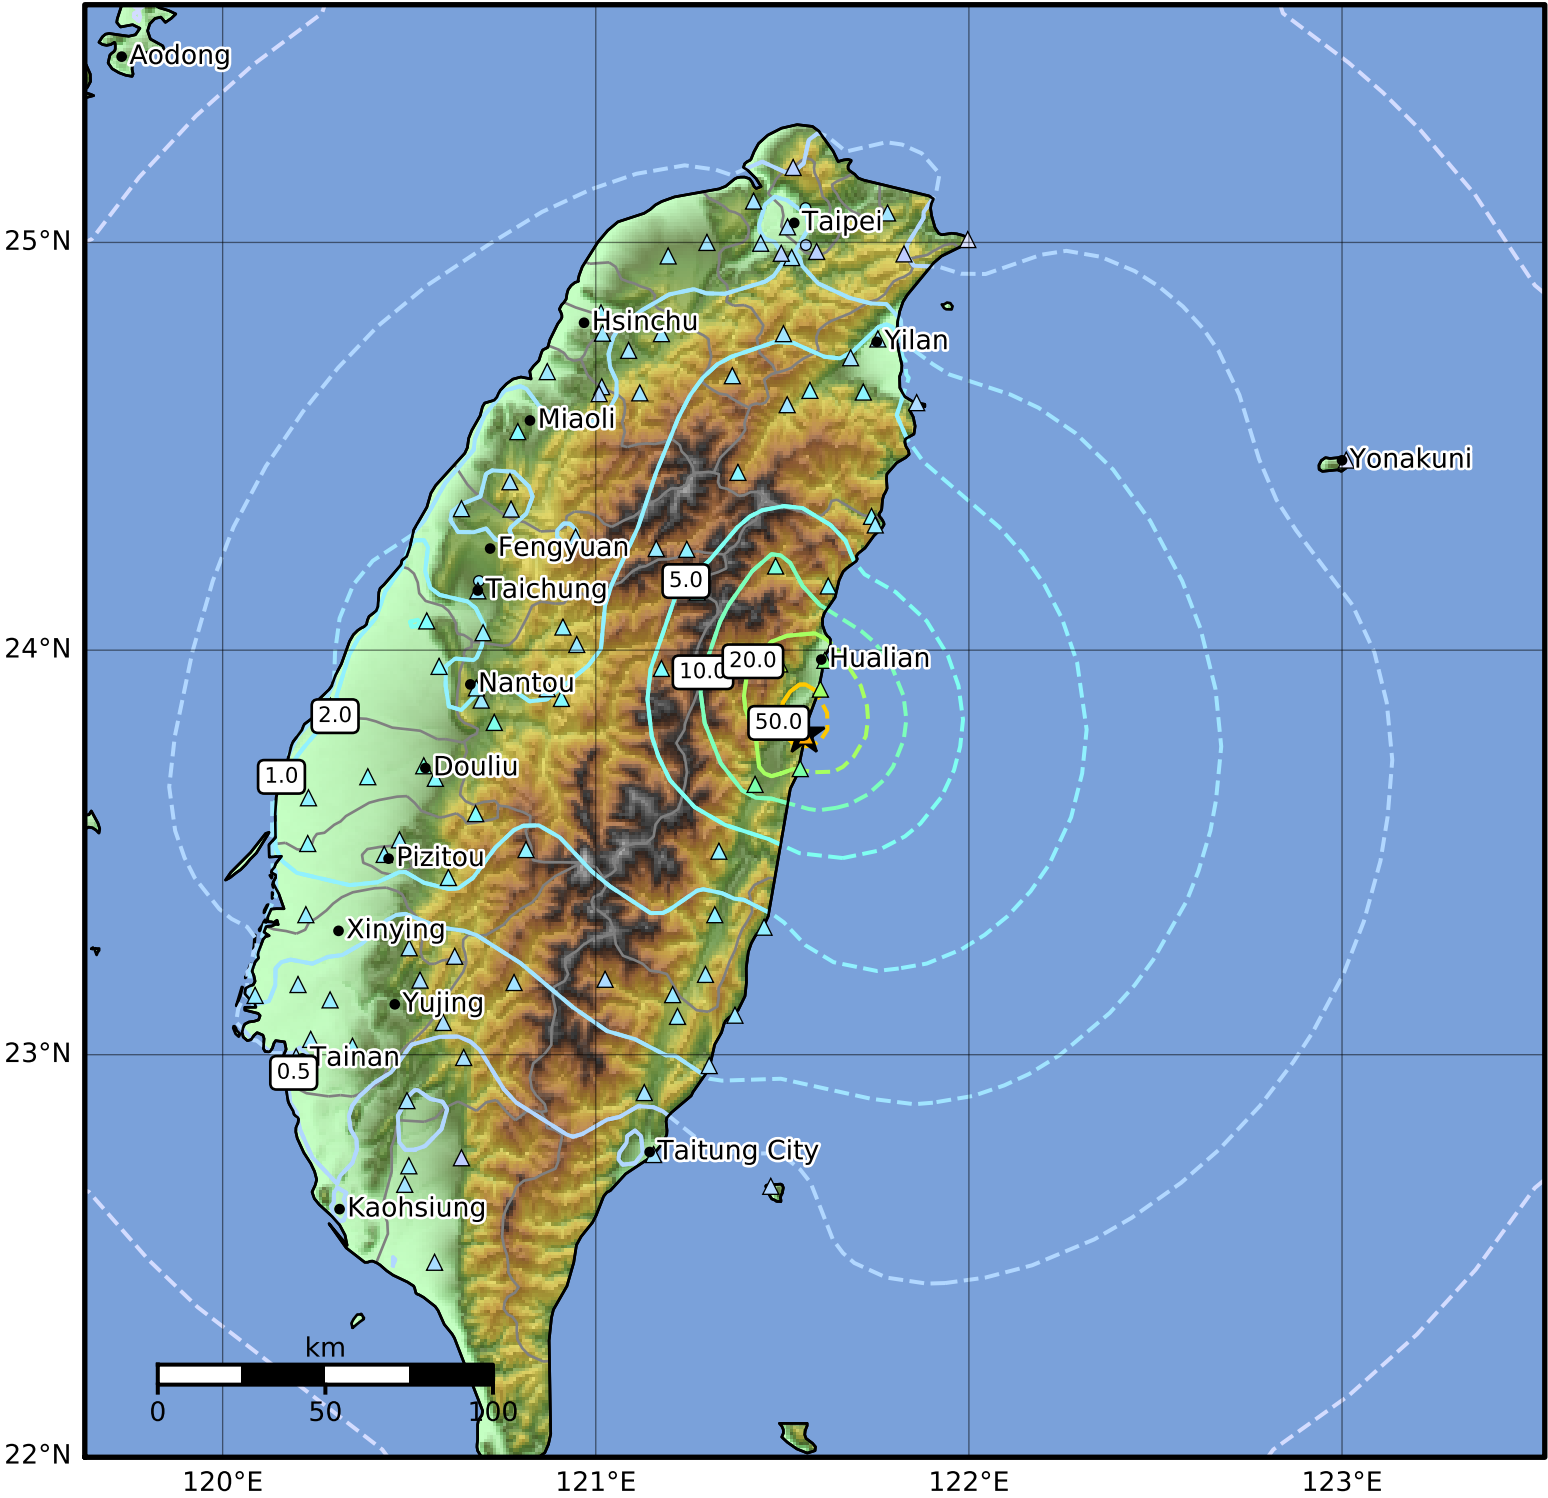 Aodong
Taipei
25°N
Hsinchu
Yilan
Miaoli
Yonakuni
Fengyuan
5.0
Taichung
24°N
Hualian
20.0
10.0
Nantou
2.0
50.0
Douliu
1.0
Pizitou
Xinying
Yujing
23°N
Tainan
0.5
Taitung City
Kaohsiung
km
0
50
100
22°N
120°E
121°E
122°E
123°E